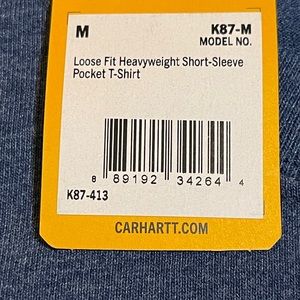 M K87-M
MODEL NO.
Loose Fit Heavyweight Short-Sleeve
Pocket T-Shirt
8 89192 34264 4
K87-413
CARHARTT.COM